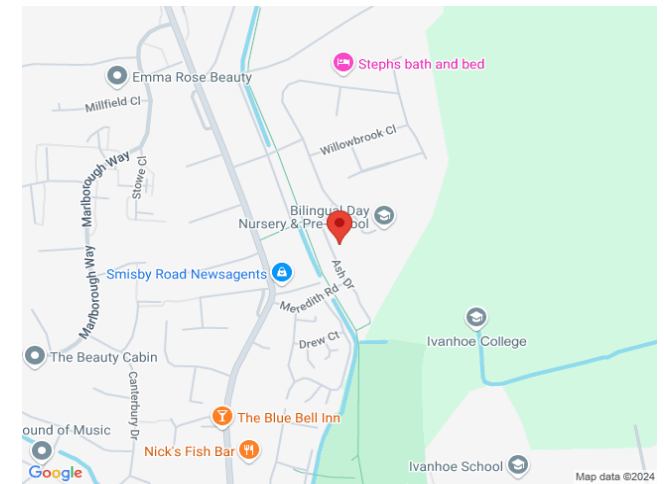 Stephs bath and bed
Emma Rose Beauty
Millfield Cl
Willowbrook Cl
Marlborough Way
Stowe Cl
Bilingual Day
Nursery & Pre-School
Marlborough Way
Smisby Road Newsagents
Ash Dr
Meredith Rd
Ivanhoe College
Drew Ct
The Beauty Cabin
Canterbury Dr
The Blue Bell Inn
ound of Music
Nick's Fish Bar
Ivanhoe School
Google
Map data ©2024